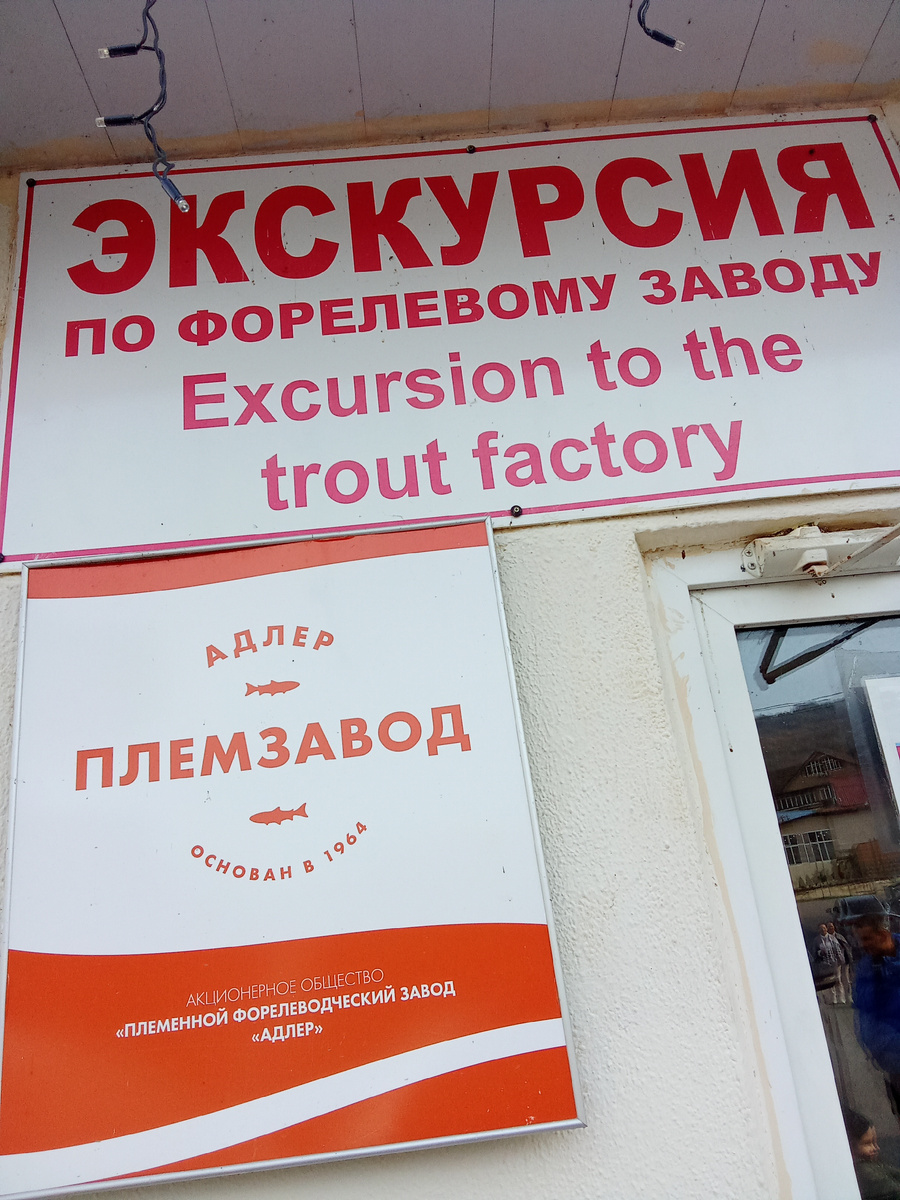 ЭКСКУРСИЯ
ПО ФОРЕЛЕВОМУ ЗАВОДУ
Excursion to the
trout factory
АДЛЕР
ПЛЕМЗАВОД
ОСНОВАН В 1964
АКЦИОНЕРНОЕ ОБЩЕСТВО
«ПЛЕМЕННОЙ ФОРЕЛЕВОДЧЕСКИЙ ЗАВОД
«АДЛЕР»